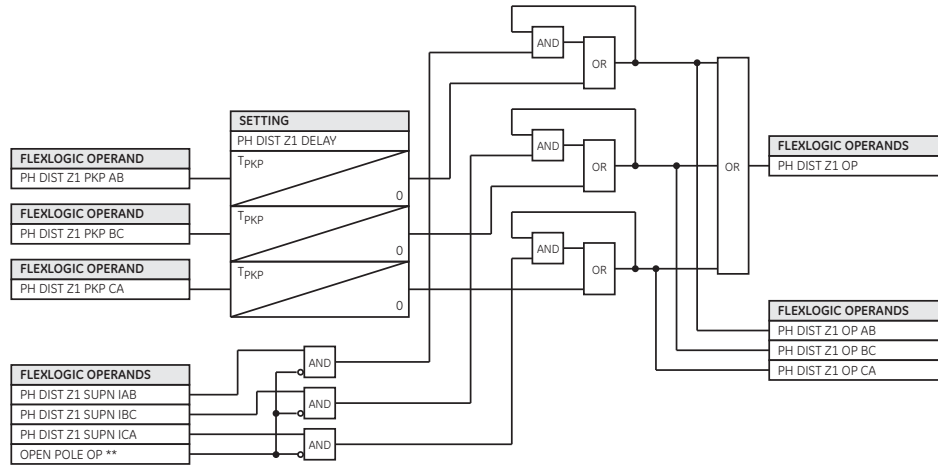 AND
OR
SETTING
PH DIST Z1 DELAY
FLEXLOGIC OPERAND
PH DIST Z1 PKP AB
TPKP
0
AND
OR
OR
FLEXLOGIC OPERANDS
PH DIST Z1 OP
FLEXLOGIC OPERAND
PH DIST Z1 PKP BC
TPKP
0
AND
OR
FLEXLOGIC OPERAND
PH DIST Z1 PKP CA
TPKP
0
FLEXLOGIC OPERANDS
PH DIST Z1 OP AB
PH DIST Z1 OP BC
PH DIST Z1 OP CA
FLEXLOGIC OPERANDS
PH DIST Z1 SUPN IAB
PH DIST Z1 SUPN IBC
PH DIST Z1 SUPN ICA
OPEN POLE OP **
AND
AND
AND